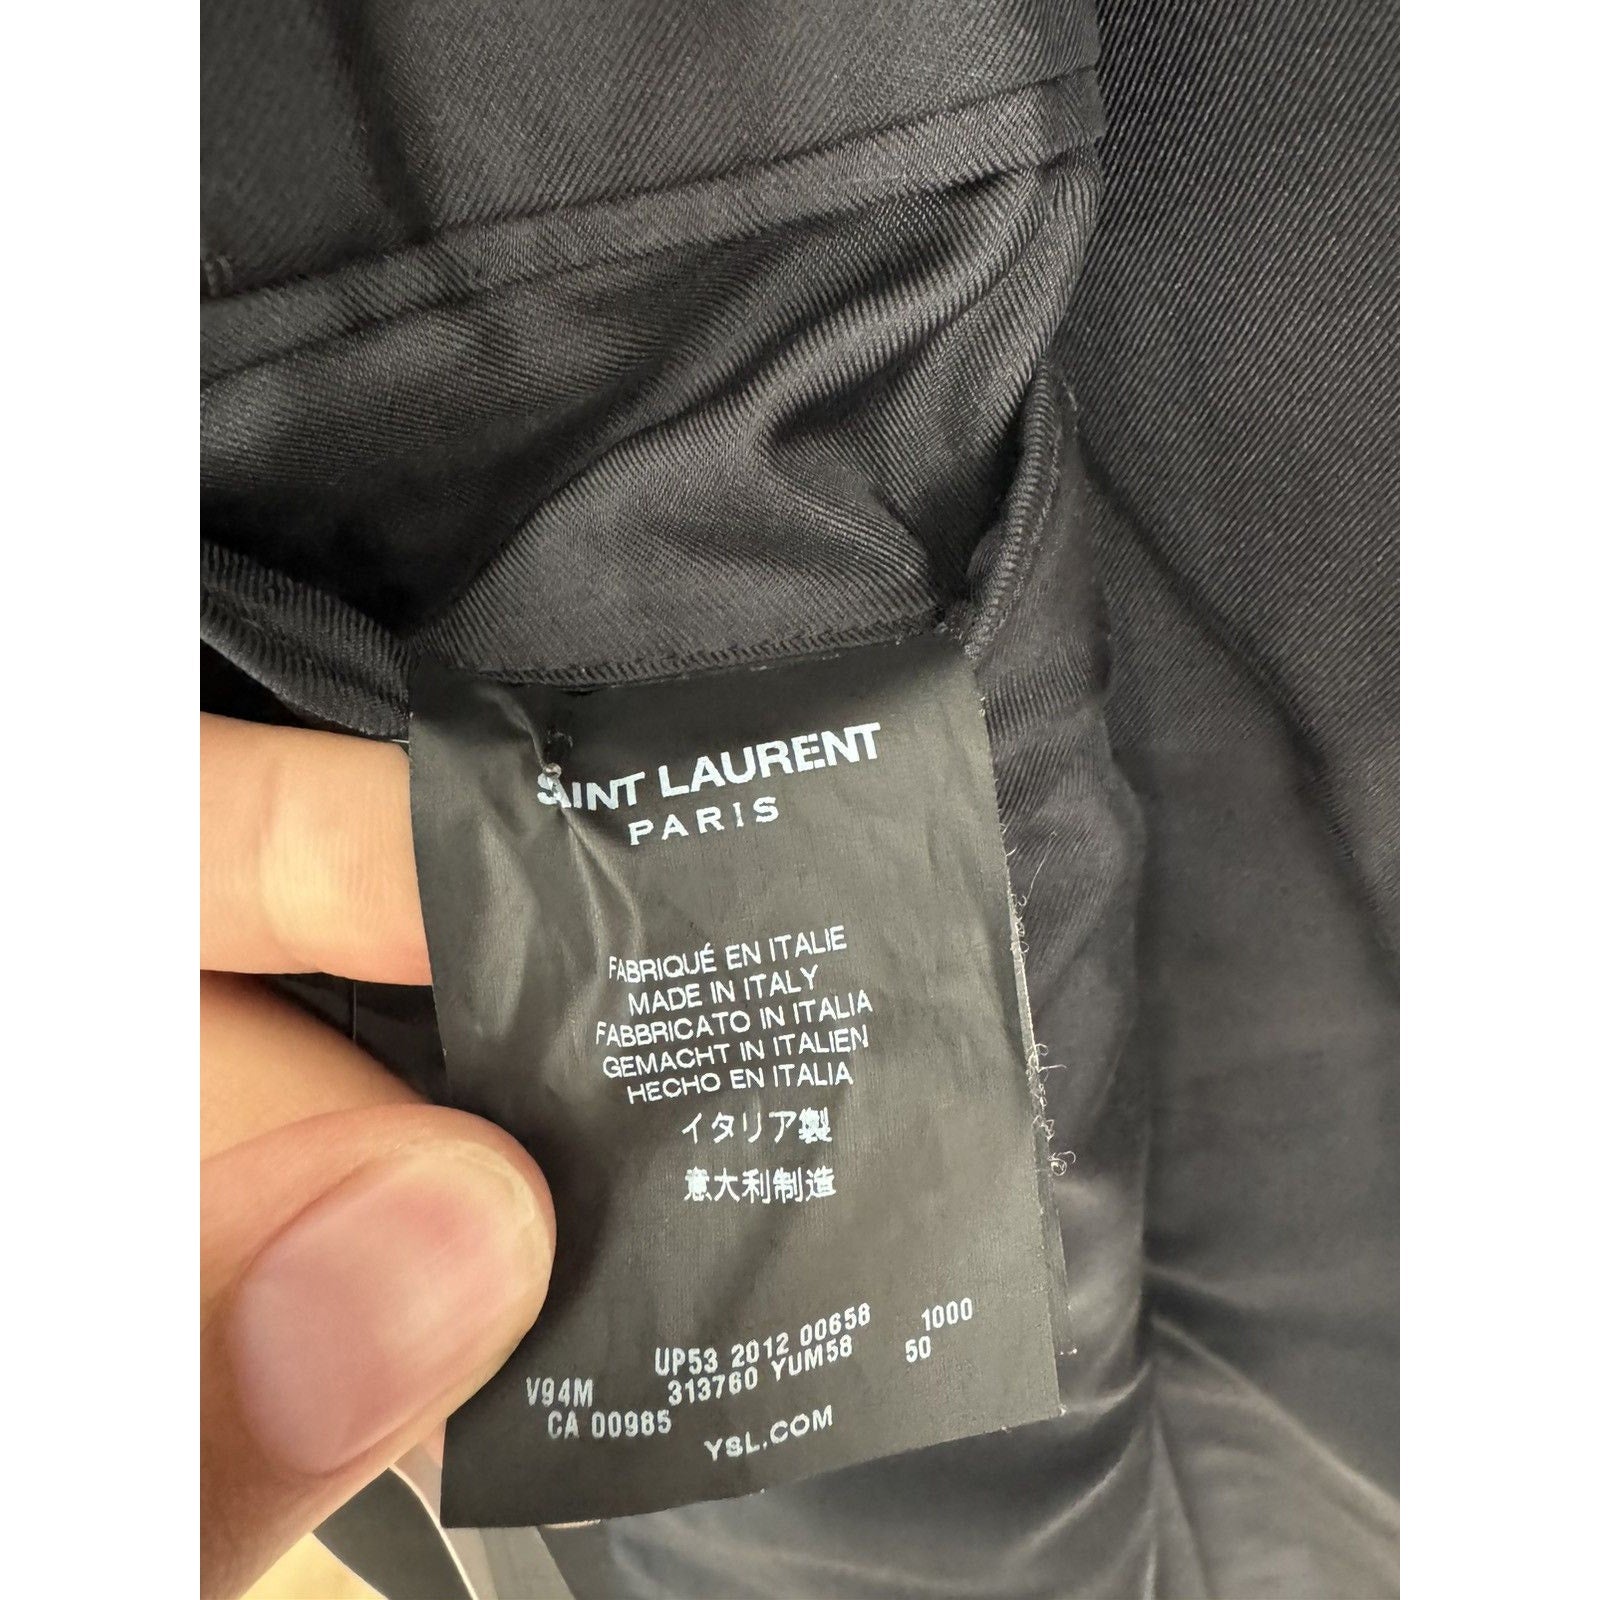 SAINT LAURENT
PARIS
FABRIQUÉ EN ITALIE
MADE IN ITALY
FABBRICATO IN ITALIA
GEMACHT IN ITALIEN
HECHO EN ITALIA
イタリア製
意大利制造
UP53 2012 00658 1000
V94M 313760 YUM58 50
CA 00985
YSL.COM